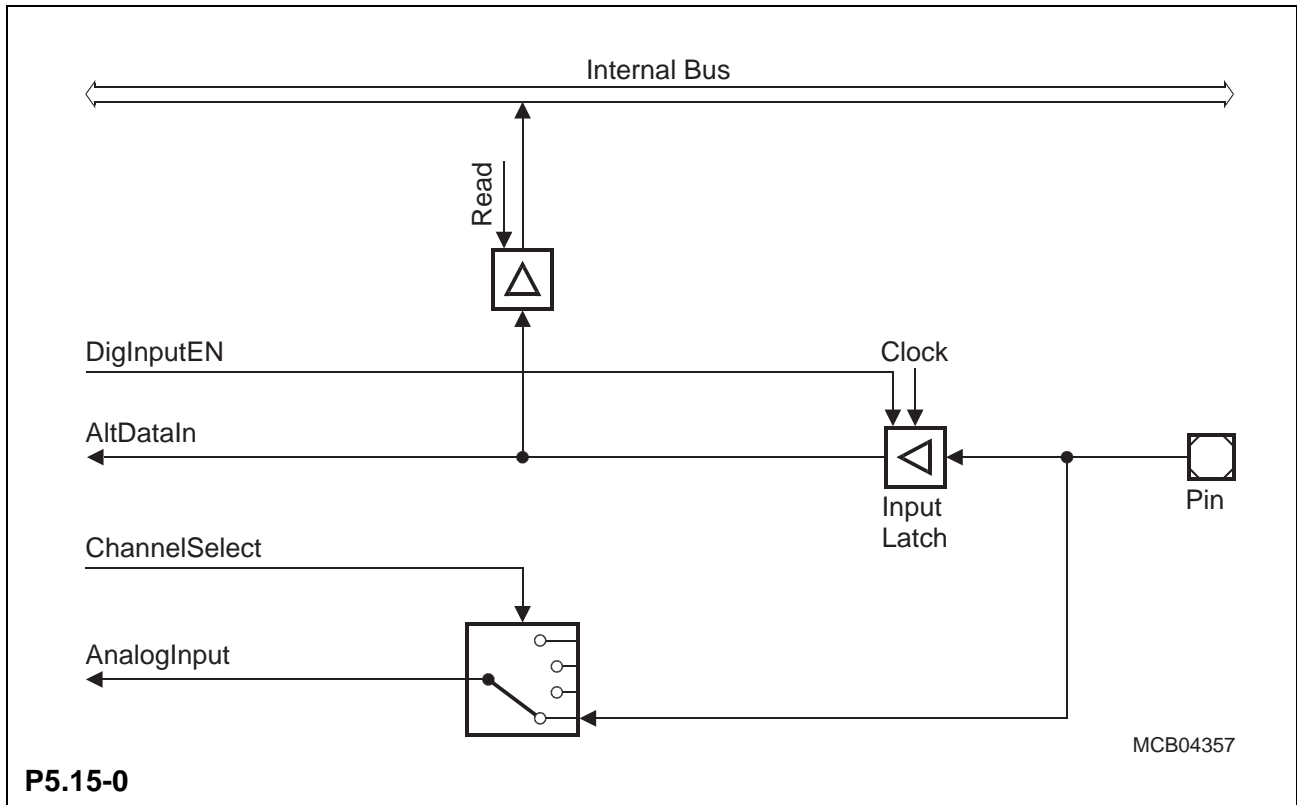 Internal Bus
Read
DigInputEN
Clock
AltDataIn
Input
Latch
Pin
ChannelSelect
AnalogInput
MCB04357
P5.15-0